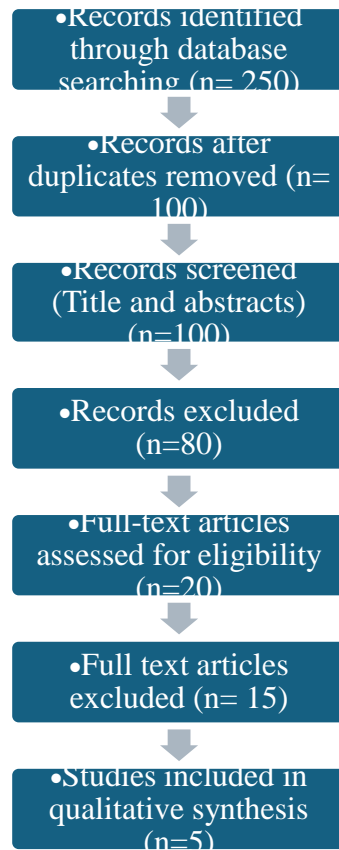 •Records identified
through database
searching (n= 250)
•Records after
duplicates removed (n=
100)
•Records screened
(Title and abstracts)
(n=100)
•Records excluded
(n=80)
•Full-text articles
assessed for eligibility
(n=20)
•Full text articles
excluded (n= 15)
•Studies included in
qualitative synthesis
(n=5)